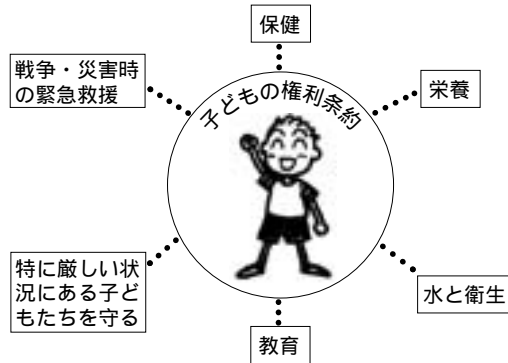 保健
戦争・災害時
の緊急救援
栄養
子どもの権利条約
特に厳しい状
況にある子ど
もたちを守る
水と衛生
教育